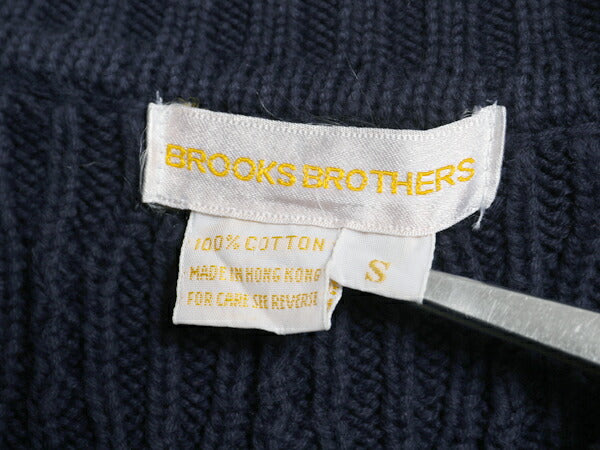 BROOKS BROTHERS
100% COTTON
MADE IN HONG KONG
FOR CARE SEE REVERSE
S